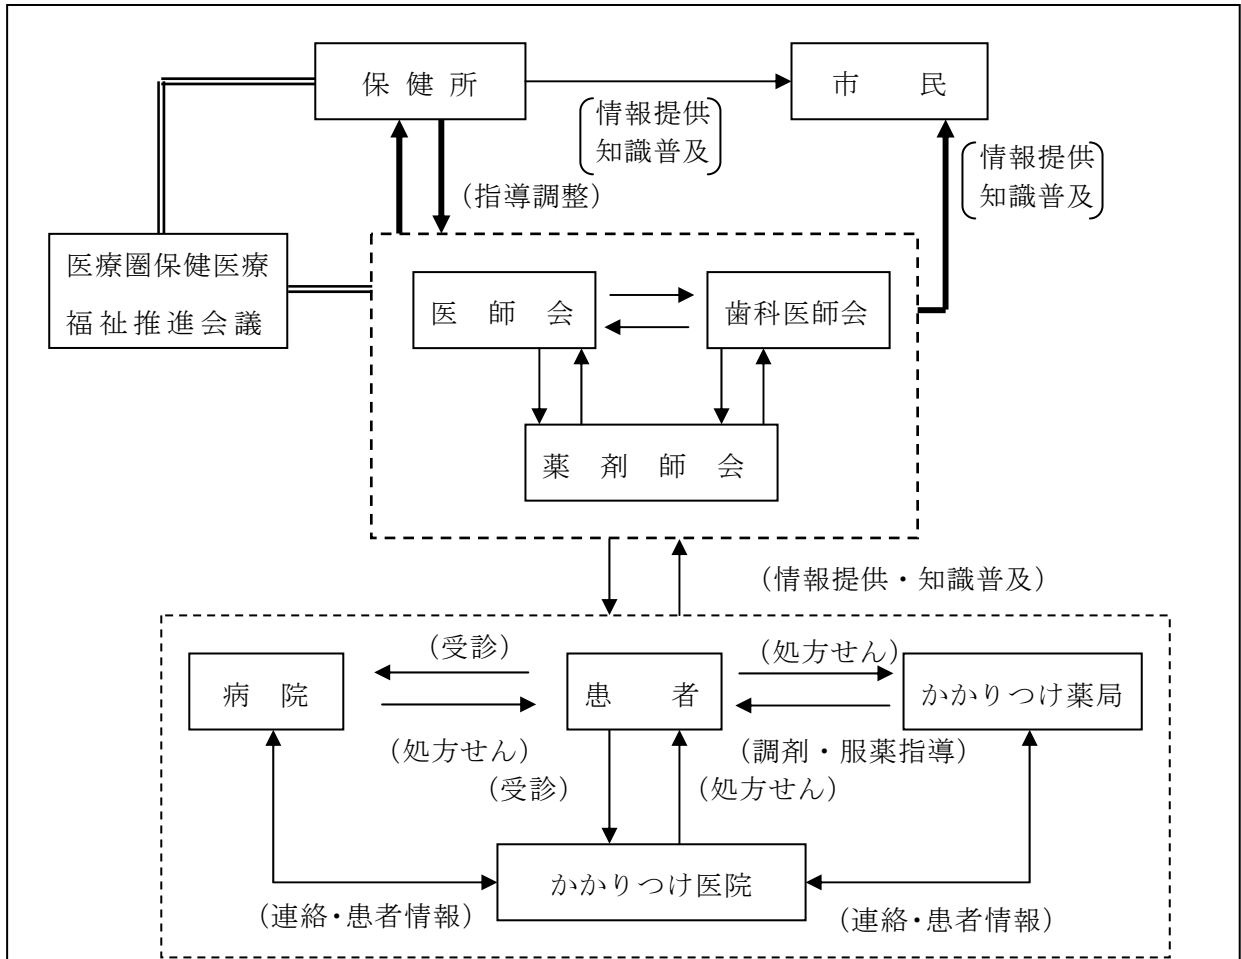 保健所
市民
情報提供
知識普及
情報提供
知識普及
(指導調整)
医療圏保健医療
福祉推進会議
医師会
歯科医師会
薬剤師会
(情報提供・知識普及)
(受診)
(処方せん)
病院
患者
かかりつけ薬局
(処方せん)
(調剤・服薬指導)
(受診)
(処方せん)
かかりつけ医院
(連絡・患者情報)
(連絡・患者情報)